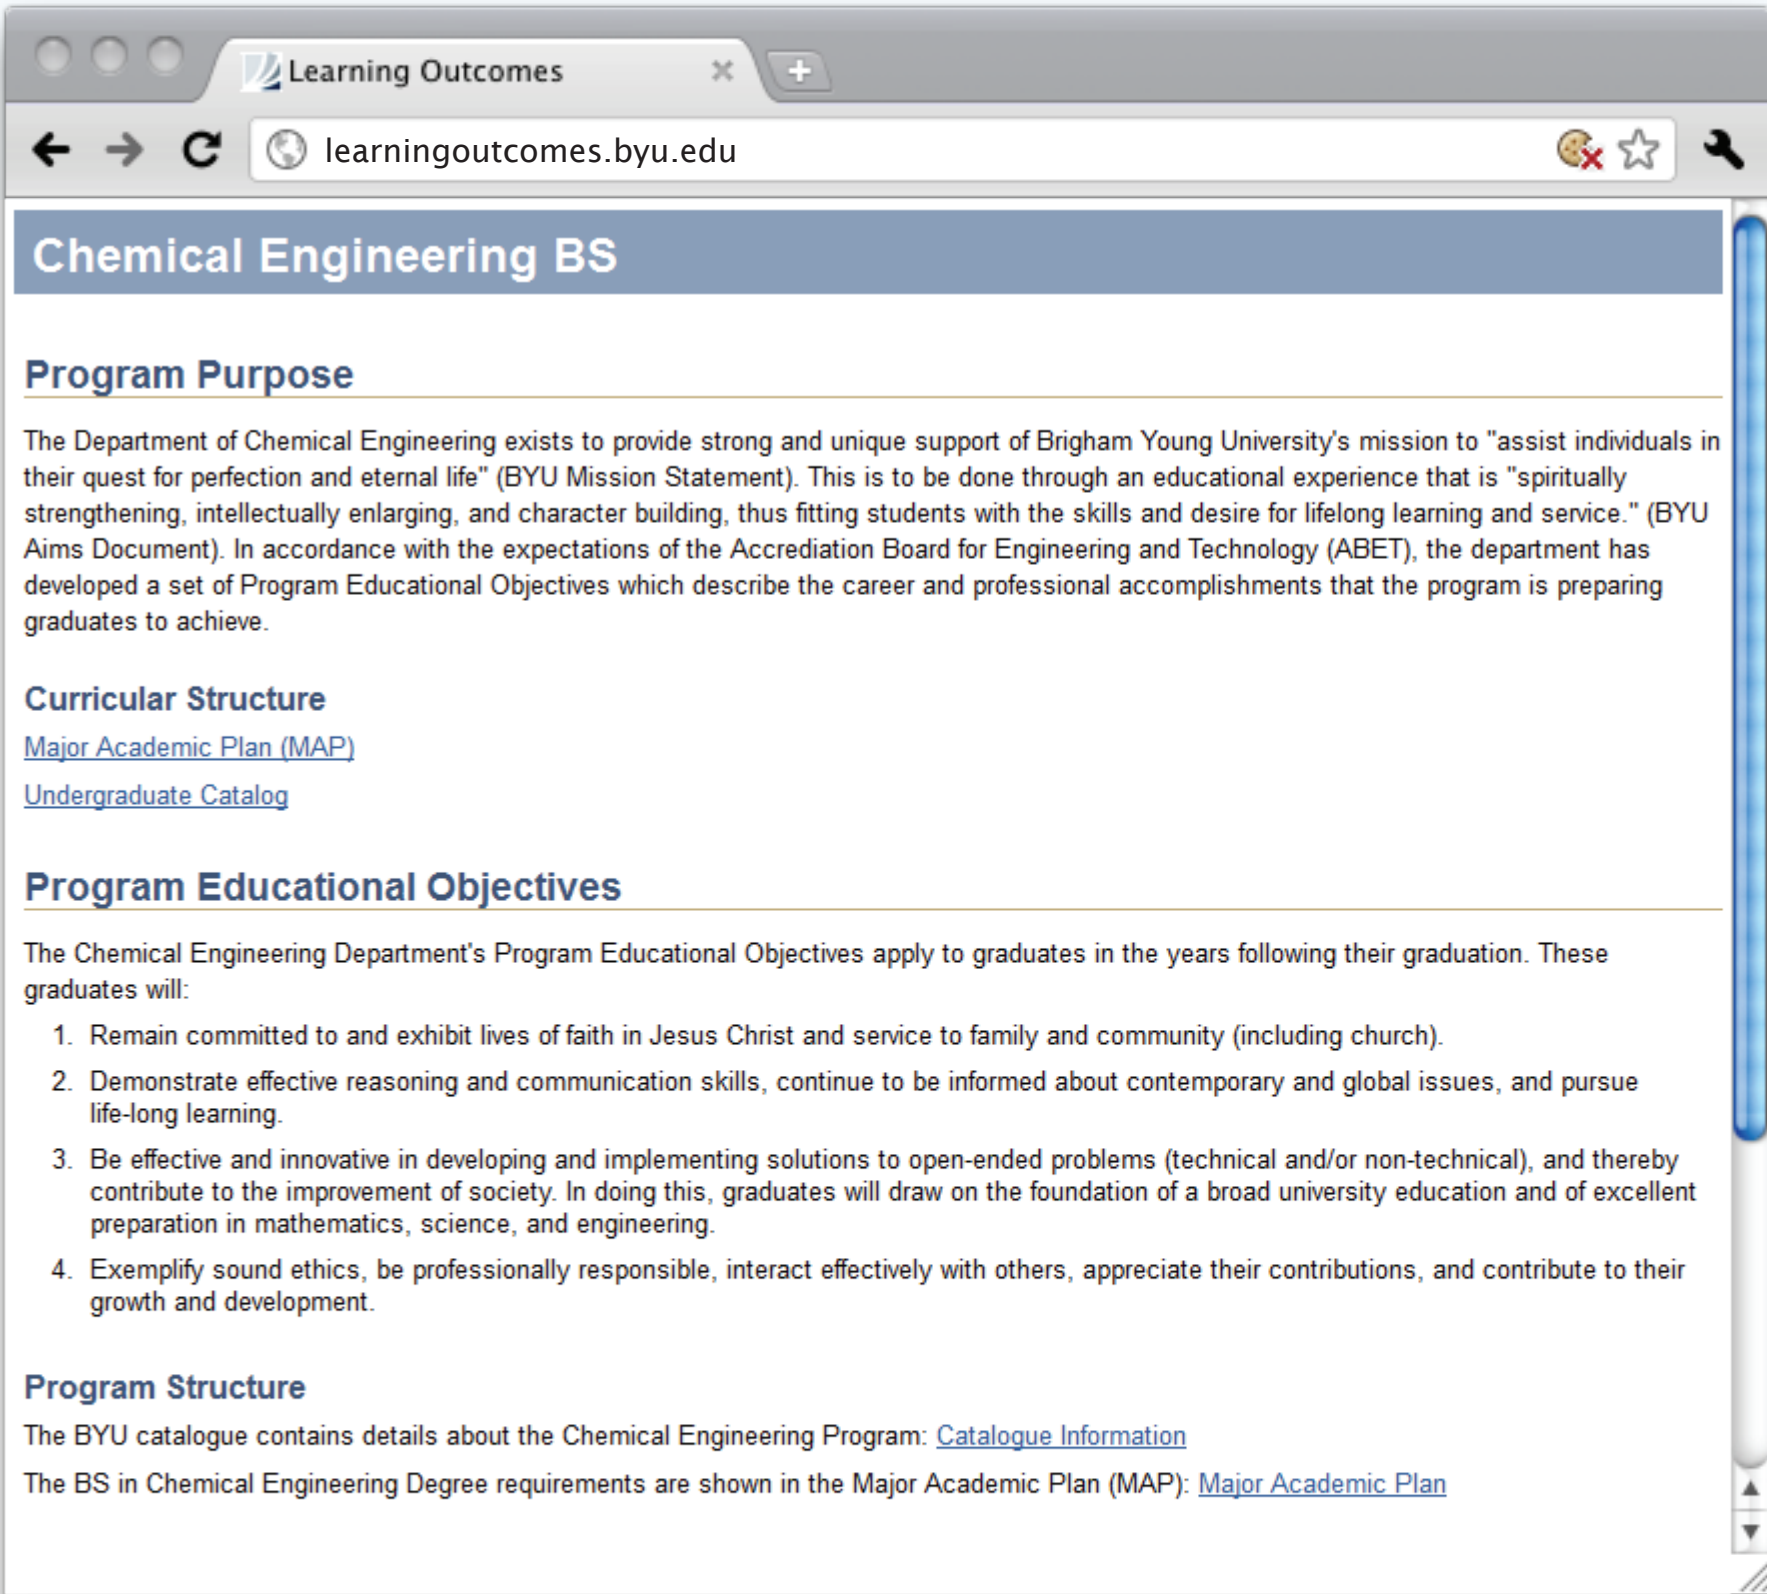 Learning Outcomes
learningoutcomes.byu.edu
Chemical Engineering BS
Program Purpose
The Department of Chemical Engineering exists to provide strong and unique support of Brigham Young University's mission to "assist individuals in
their quest for perfection and eternal life" (BYU Mission Statement). This is to be done through an educational experience that is "spiritually
strengthening, intellectually enlarging, and character building, thus fitting students with the skills and desire for lifelong learning and service." (BYU
Aims Document). In accordance with the expectations of the Accrediation Board for Engineering and Technology (ABET), the department has
developed a set of Program Educational Objectives which describe the career and professional accomplishments that the program is preparing
graduates to achieve.
Curricular Structure
Major Academic Plan (MAP)
Undergraduate Catalog
Program Educational Objectives
The Chemical Engineering Department's Program Educational Objectives apply to graduates in the years following their graduation. These
graduates will:
1. Remain committed to and exhibit lives of faith in Jesus Christ and service to family and community (including church).
2. Demonstrate effective reasoning and communication skills, continue to be informed about contemporary and global issues, and pursue
life-long learning.
3. Be effective and innovative in developing and implementing solutions to open-ended problems (technical and/or non-technical), and thereby
contribute to the improvement of society. In doing this, graduates will draw on the foundation of a broad university education and of excellent
preparation in mathematics, science, and engineering.
4. Exemplify sound ethics, be professionally responsible, interact effectively with others, appreciate their contributions, and contribute to their
growth and development.
Program Structure
The BYU catalogue contains details about the Chemical Engineering Program: Catalogue Information
The BS in Chemical Engineering Degree requirements are shown in the Major Academic Plan (MAP): Major Academic Plan